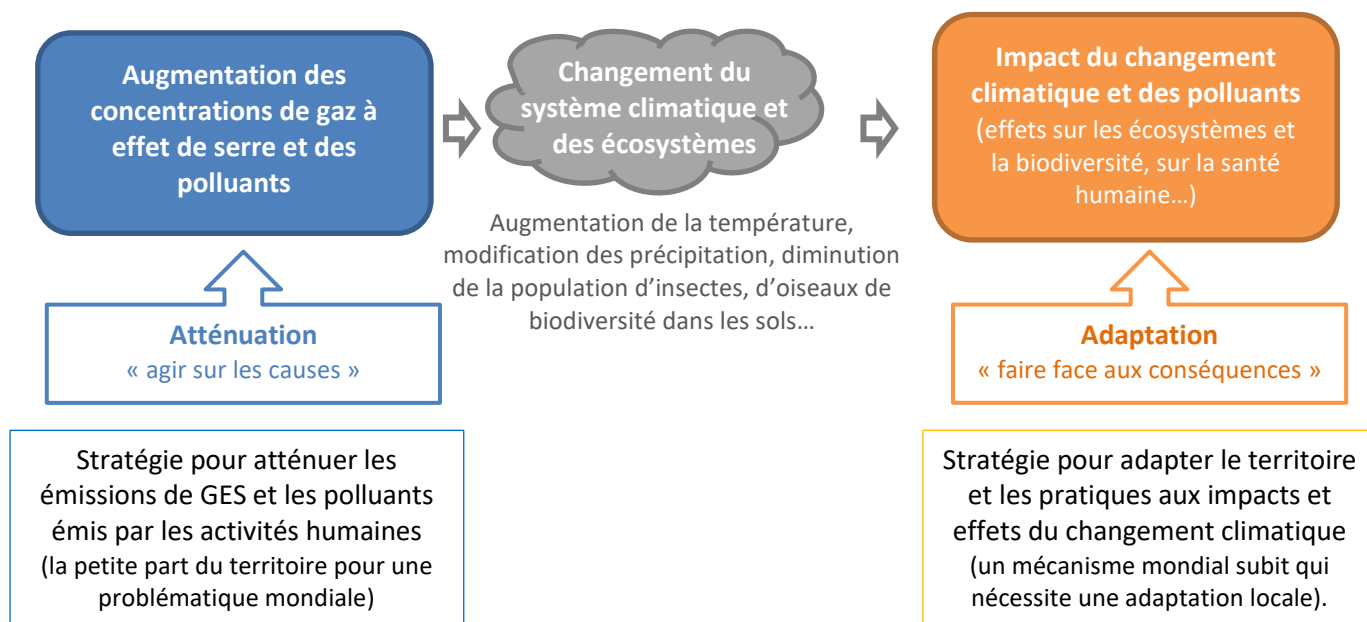 Augmentation des
concentrations de gaz à
effet de serre et des
polluants
Changement du
système climatique et
des écosystèmes
Augmentation de la température,
modification des précipitation, diminution
de la population d’insectes, d’oiseaux de
biodiversité dans les sols…
Impact du changement
climatique et des polluants
(effets sur les écosystèmes et
la biodiversité, sur la santé
humaine…)
Atténuation
« agir sur les causes »
Adaptation
« faire face aux conséquences »
Stratégie pour atténuer les
émissions de GES et les polluants
émis par les activités humaines
(la petite part du territoire pour une
problématique mondiale)
Stratégie pour adapter le territoire
et les pratiques aux impacts et
effets du changement climatique
(un mécanisme mondial subit qui
nécessite une adaptation locale).